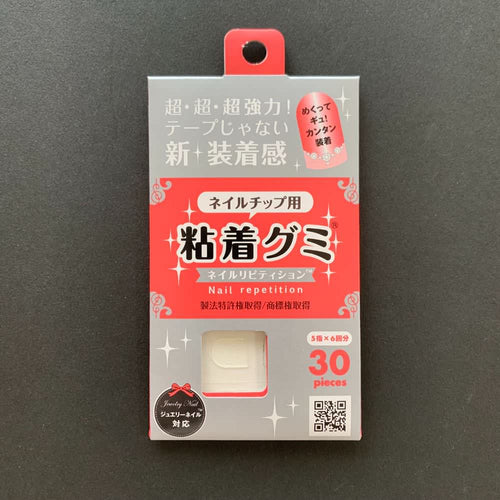 超・超・超強力!
テープじゃない
新 装着感
めくって
ギュ!
カンタン
装着
ネイルチップ用
粘着グミ®
ネイルリピティション™
Nail repetition
製法特許権取得/商標権取得
5指×6回分
30
pieces
Jewelry Nail
ジュエリーネイル™
対応